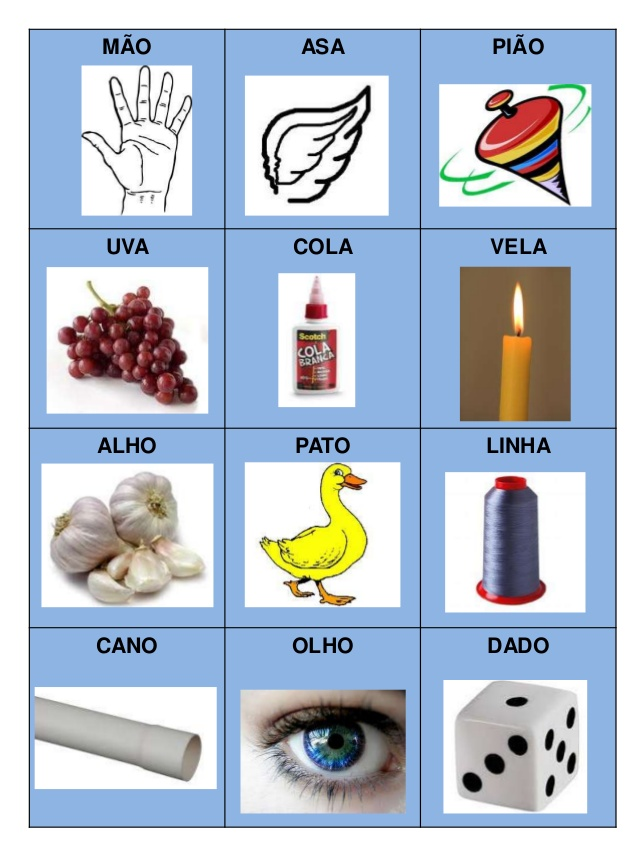 MÃO
ASA
PIÃO
UVA
COLA
VELA
Scotch
COLA
BRANCA
ALHO
PATO
LINHA
CANO
OLHO
DADO